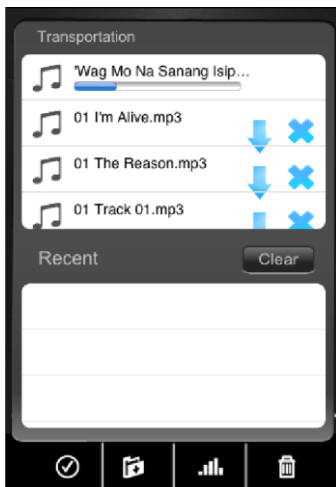 Transportation
'Wag Mo Na Sanang Isip...
01 I'm Alive.mp3
01 The Reason.mp3
01 Track 01.mp3
Recent
Clear